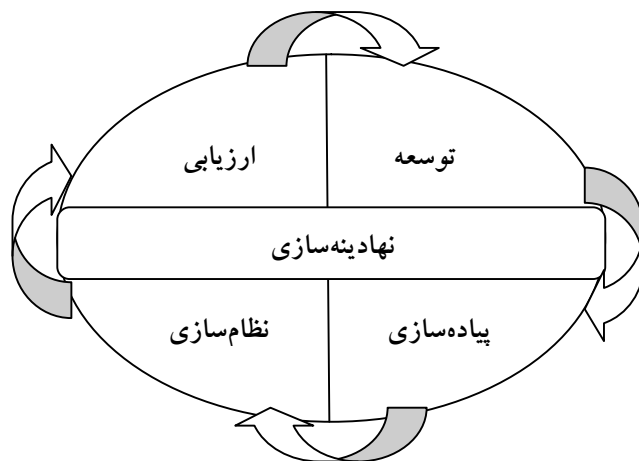 توسعه
ارزیابی
نهادینه‌سازی
پیاده‌سازی
نظام‌سازی